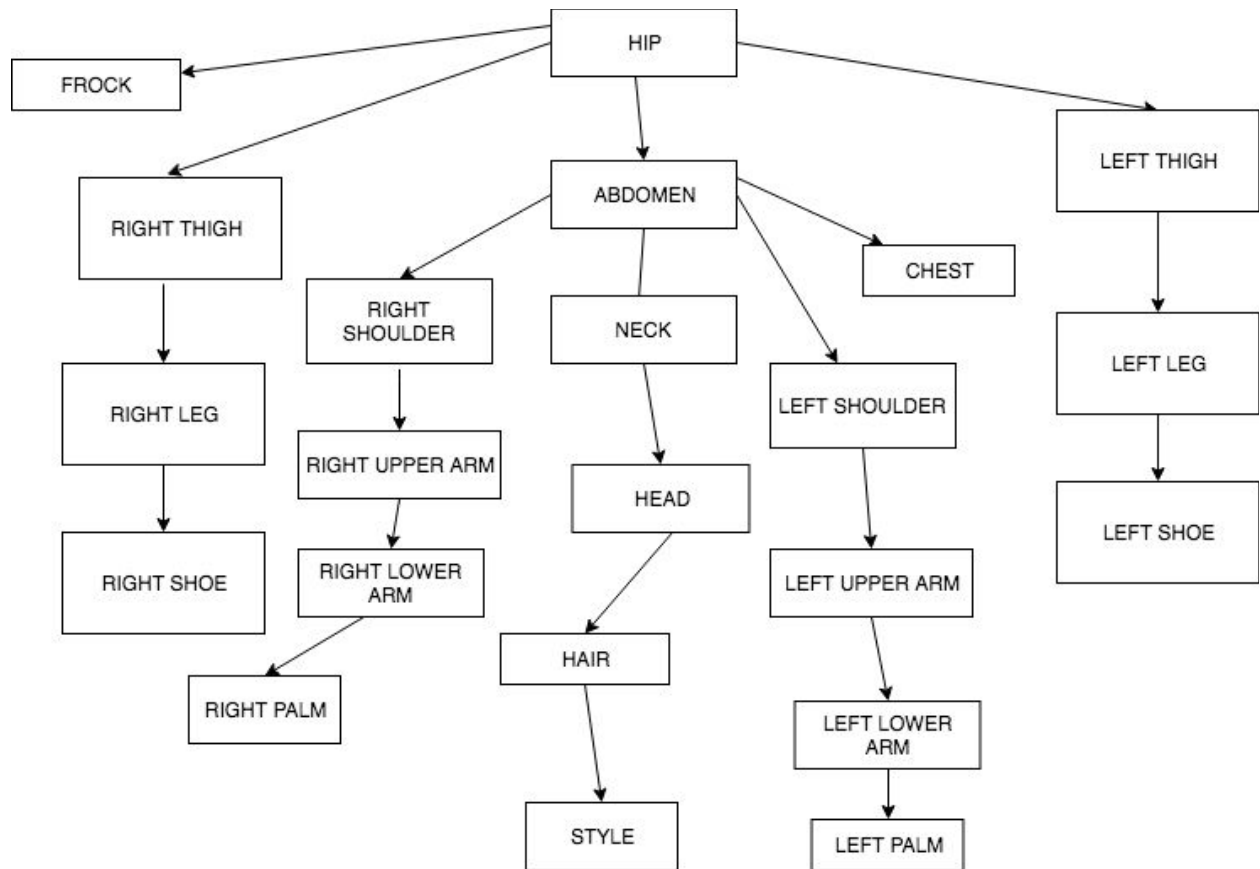 HIP
FROCK
LEFT THIGH
ABDOMEN
RIGHT THIGH
CHEST
RIGHT
SHOULDER
NECK
LEFT LEG
RIGHT LEG
LEFT SHOULDER
RIGHT UPPER ARM
HEAD
LEFT SHOE
RIGHT SHOE
RIGHT LOWER
ARM
LEFT UPPER ARM
HAIR
RIGHT PALM
LEFT LOWER
ARM
STYLE
LEFT PALM